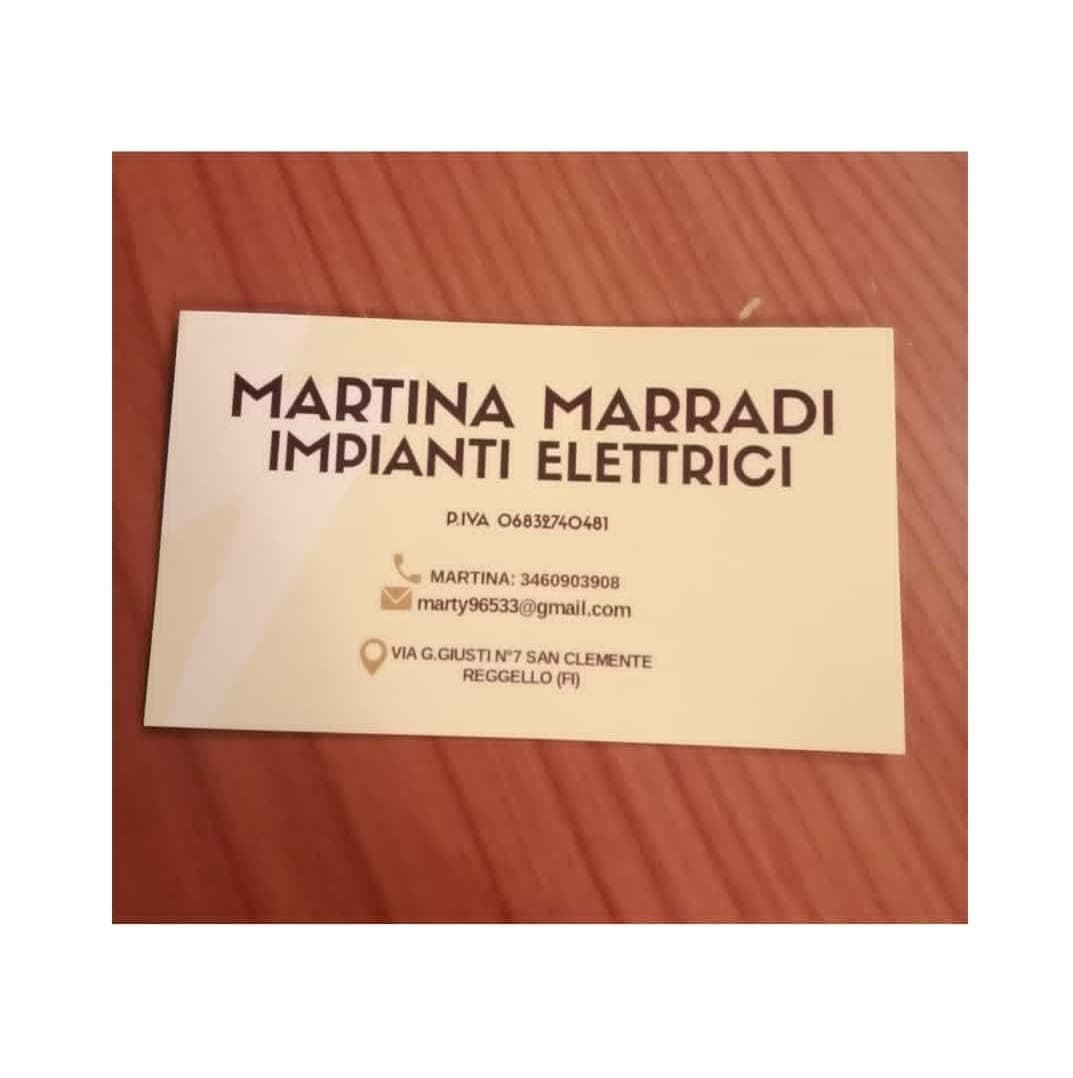 MARTINA MARRADI
IMPIANTI ELETTRICI
P.IVA 06832740481
MARTINA: 3460903908
marty96533@gmail.com
VIA G.GIUSTI N°7 SAN CLEMENTE
REGGELLO (FI)